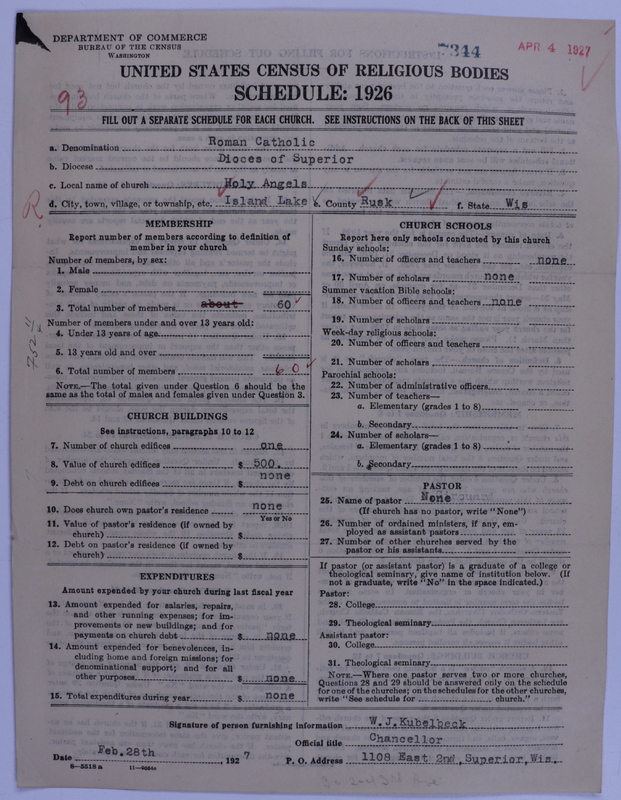 DEPARTMENT OF COMMERCE
BUREAU OF THE CENSUS
WASHINGTON
7344
APR 4 1927
UNITED STATES CENSUS OF RELIGIOUS BODIES
SCHEDULE: 1926
93
FILL OUT A SEPARATE SCHEDULE FOR EACH CHURCH. SEE INSTRUCTIONS ON THE BACK OF THIS SHEET
a. Denomination Roman Catholic
b. Diocese Dioces of Superior
c. Local name of church Holy Angels
d. City, town, village, or township, etc. Island Lake e. County Rusk f. State Wis
R
MEMBERSHIP
Report number of members according to definition of member in your church
Number of members, by sex:
1. Male
2. Female
3. Total number of members about 60
Number of members under and over 13 years old:
4. Under 13 years of age
5. 13 years old and over
6. Total number of members 60
NOTE.—The total given under Question 6 should be the
same as the total of males and females given under Question 3.
CHURCH BUILDINGS
See instructions, paragraphs 10 to 12
7. Number of church edifices one
8. Value of church edifices $ 500.
9. Debt on church edifices $ none
10. Does church own pastor's residence none
Yes or No
11. Value of pastor's residence (if owned by
church) $
12. Debt on pastor's residence (if owned by
church) $
EXPENDITURES
Amount expended by your church during last fiscal year
13. Amount expended for salaries, repairs,
and other running expenses; for im-
provements or new buildings; and for
payments on church debt $ none
14. Amount expended for benevolences, in-
cluding home and foreign missions; for
denominational support; and for all
other purposes $ none
15. Total expenditures during year $ none
CHURCH SCHOOLS
Report here only schools conducted by this church
Sunday schools:
16. Number of officers and teachers none
17. Number of scholars none
Summer vacation Bible schools:
18. Number of officers and teachers none
19. Number of scholars
Week-day religious schools:
20. Number of officers and teachers
21. Number of scholars
Parochial schools:
22. Number of administrative officers
23. Number of teachers—
a. Elementary (grades 1 to 8)
b. Secondary
24. Number of scholars—
a. Elementary (grades 1 to 8)
b. Secondary
PASTOR
25. Name of pastor None
(If church has no pastor, write "None")
26. Number of ordained ministers, if any, em-
ployed as assistant pastors
27. Number of other churches served by the
pastor or his assistants
If pastor (or assistant pastor) is a graduate of a college or
theological seminary, give name of institution below. (If
not a graduate, write "No" in the space indicated.)
Pastor:
28. College
29. Theological seminary
Assistant pastor:
30. College
31. Theological seminary
NOTE.—Where one pastor serves two or more churches,
Questions 28 and 29 should be answered only on the schedule
for one of the churches; on the schedules for the other churches,
write "See schedule for church."
Signature of person furnishing information W.J.Kubelbeck
Official title Chancellor
Date Feb.28th 1927 P. O. Address 1108 East 2nd, Superior, Wis.